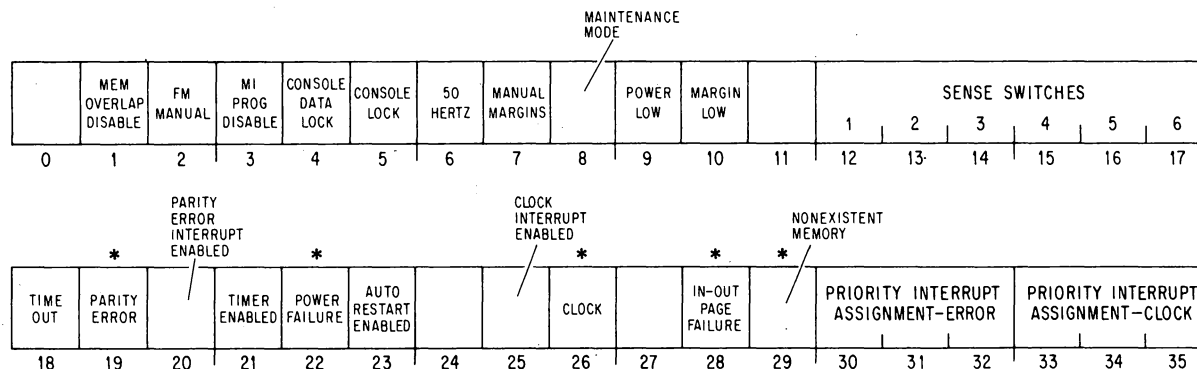 MAINTENANCE
MODE
MEM
OVERLAP
DISABLE
FM
MANUAL
MI
PROG
DISABLE
CONSOLE
DATA
LOCK
CONSOLE
LOCK
50
HERTZ
MANUAL
MARGINS
POWER
LOW
MARGIN
LOW
SENSE SWITCHES
1 2 3 4 5 6
0 1 2 3 4 5 6 7 8 9 10 11 12 13 14 15 16 17
PARITY
ERROR
INTERRUPT
ENABLED
CLOCK
INTERRUPT
ENABLED
NONEXISTENT
MEMORY
* * * * *
TIME
OUT
PARITY
ERROR
TIMER
ENABLED
POWER
FAILURE
AUTO
RESTART
ENABLED
CLOCK
IN-OUT
PAGE
FAILURE
PRIORITY INTERRUPT
ASSIGNMENT-ERROR
PRIORITY INTERRUPT
ASSIGNMENT-CLOCK
18 19 20 21 22 23 24 25 26 27 28 29 30 31 32 33 34 35